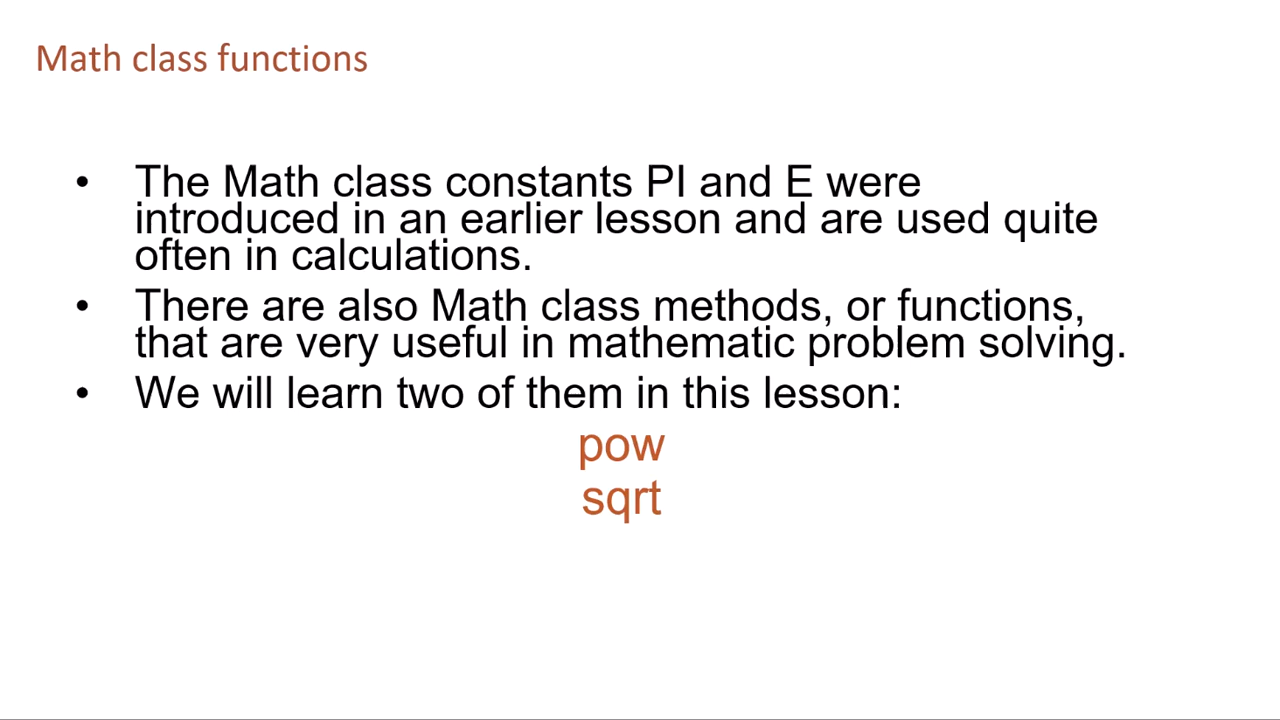 Math class functions
• The Math class constants PI and E were
introduced in an earlier lesson and are used quite
often in calculations.
• There are also Math class methods, or functions,
that are very useful in mathematic problem solving.
• We will learn two of them in this lesson:
pow
sqrt